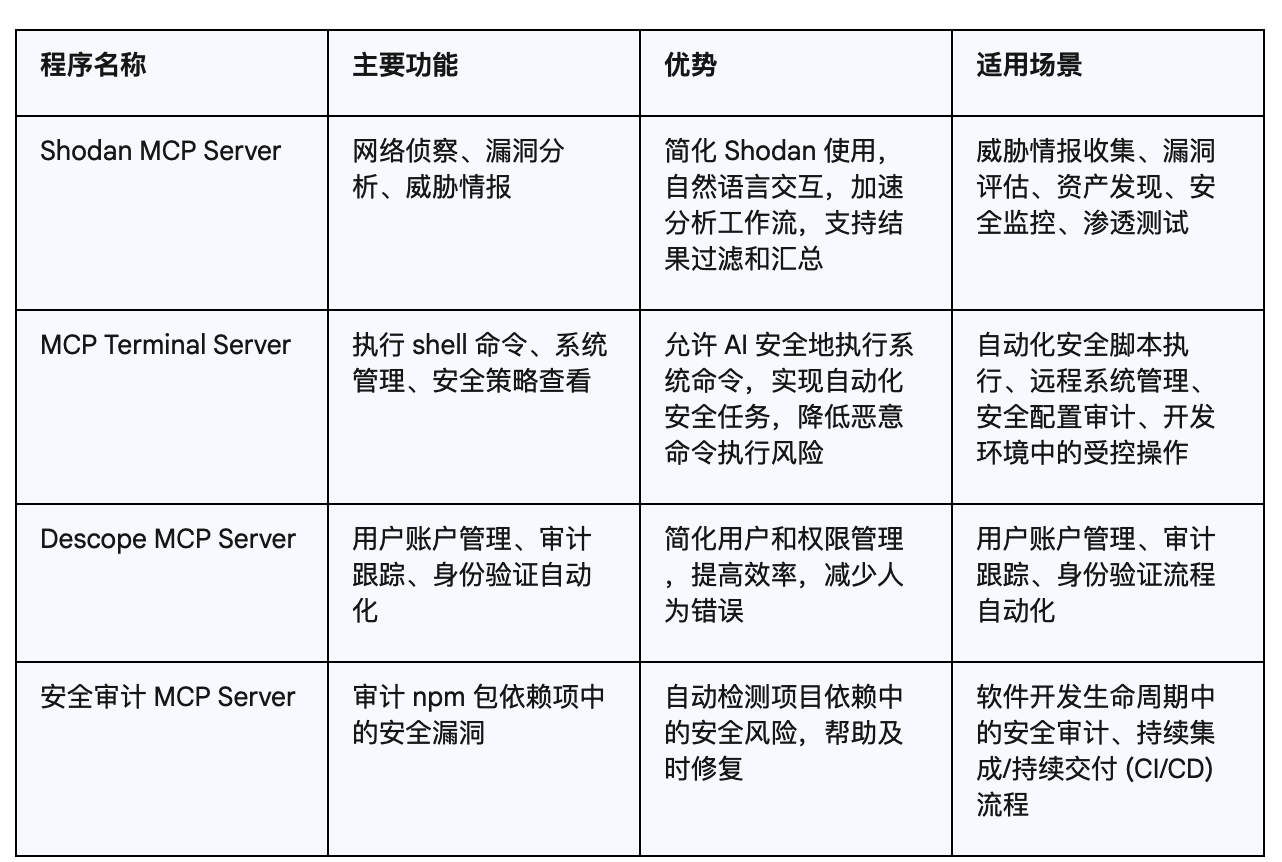 程序名称
主要功能
优势
适用场景
Shodan MCP Server
网络侦察、漏洞分
析、威胁情报
简化 Shodan 使用，
自然语言交互，加速
分析工作流，支持结
果过滤和汇总
威胁情报收集、漏洞
评估、资产发现、安
全监控、渗透测试
MCP Terminal Server
执行 shell 命令、系统
管理、安全策略查看
允许 AI 安全地执行系
统命令，实现自动化
安全任务，降低恶意
命令执行风险
自动化安全脚本执
行、远程系统管理、
安全配置审计、开发
环境中的受控操作
Descope MCP Server
用户账户管理、审计
跟踪、身份验证自动
化
简化用户和权限管理
，提高效率，减少人
为错误
用户账户管理、审计
跟踪、身份验证流程
自动化
安全审计 MCP Server
审计 npm 包依赖项中
的安全漏洞
自动检测项目依赖中
的安全风险，帮助及
时修复
软件开发生命周期中
的安全审计、持续集
成/持续交付 (CI/CD)
流程